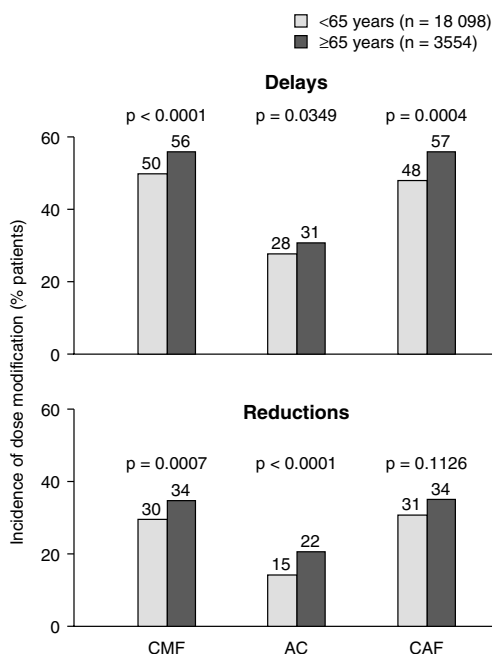 <65 years (n = 18 098)
≥65 years (n = 3554)
Delays
p < 0.0001 p = 0.0349 p = 0.0004
60
40
20
0
50 56 28 31 48 57
Incidence of dose modification (% patients)
Reductions
p = 0.0007 p < 0.0001 p = 0.1126
60
40
20
0
30 34 15 22 31 34
CMF AC CAF